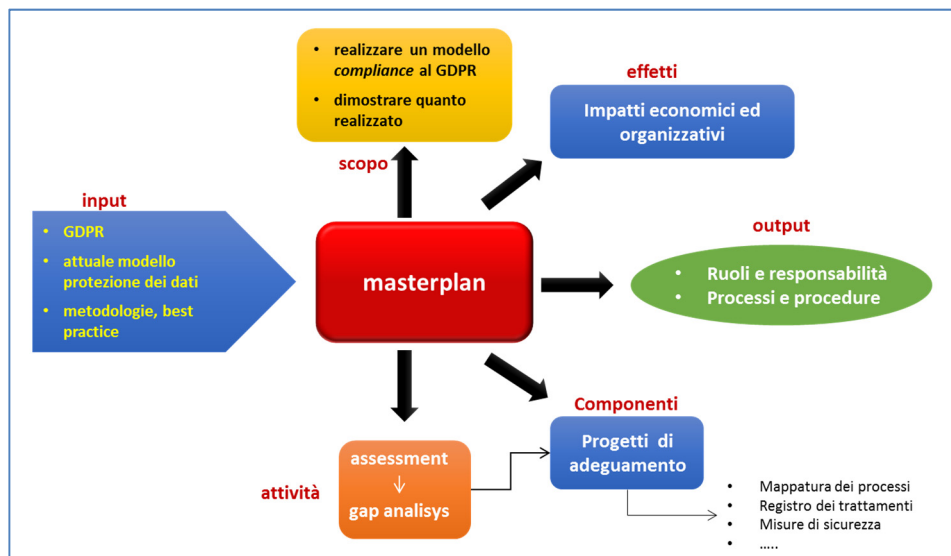 • realizzare un modello
compliance al GDPR
• dimostrare quanto
realizzato
scopo
effetti
Impatti economici ed
organizzativi
input
• GDPR
• attuale modello
protezione dei dati
• metodologie, best
practice
masterplan
output
• Ruoli e responsabilità
• Processi e procedure
attività
assessment
gap analisys
Componenti
Progetti di
adeguamento
• Mappatura dei processi
• Registro dei trattamenti
• Misure di sicurezza
• .....